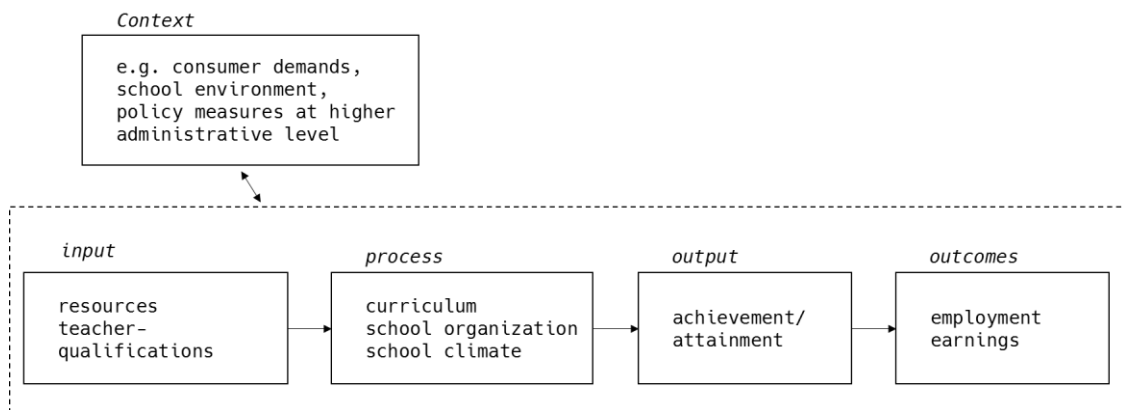 Context
e.g. consumer demands,
school environment,
policy measures at higher
administrative level
input
resources
teacher-
qualifications
process
curriculum
school organization
school climate
output
achievement/
attainment
outcomes
employment
earnings